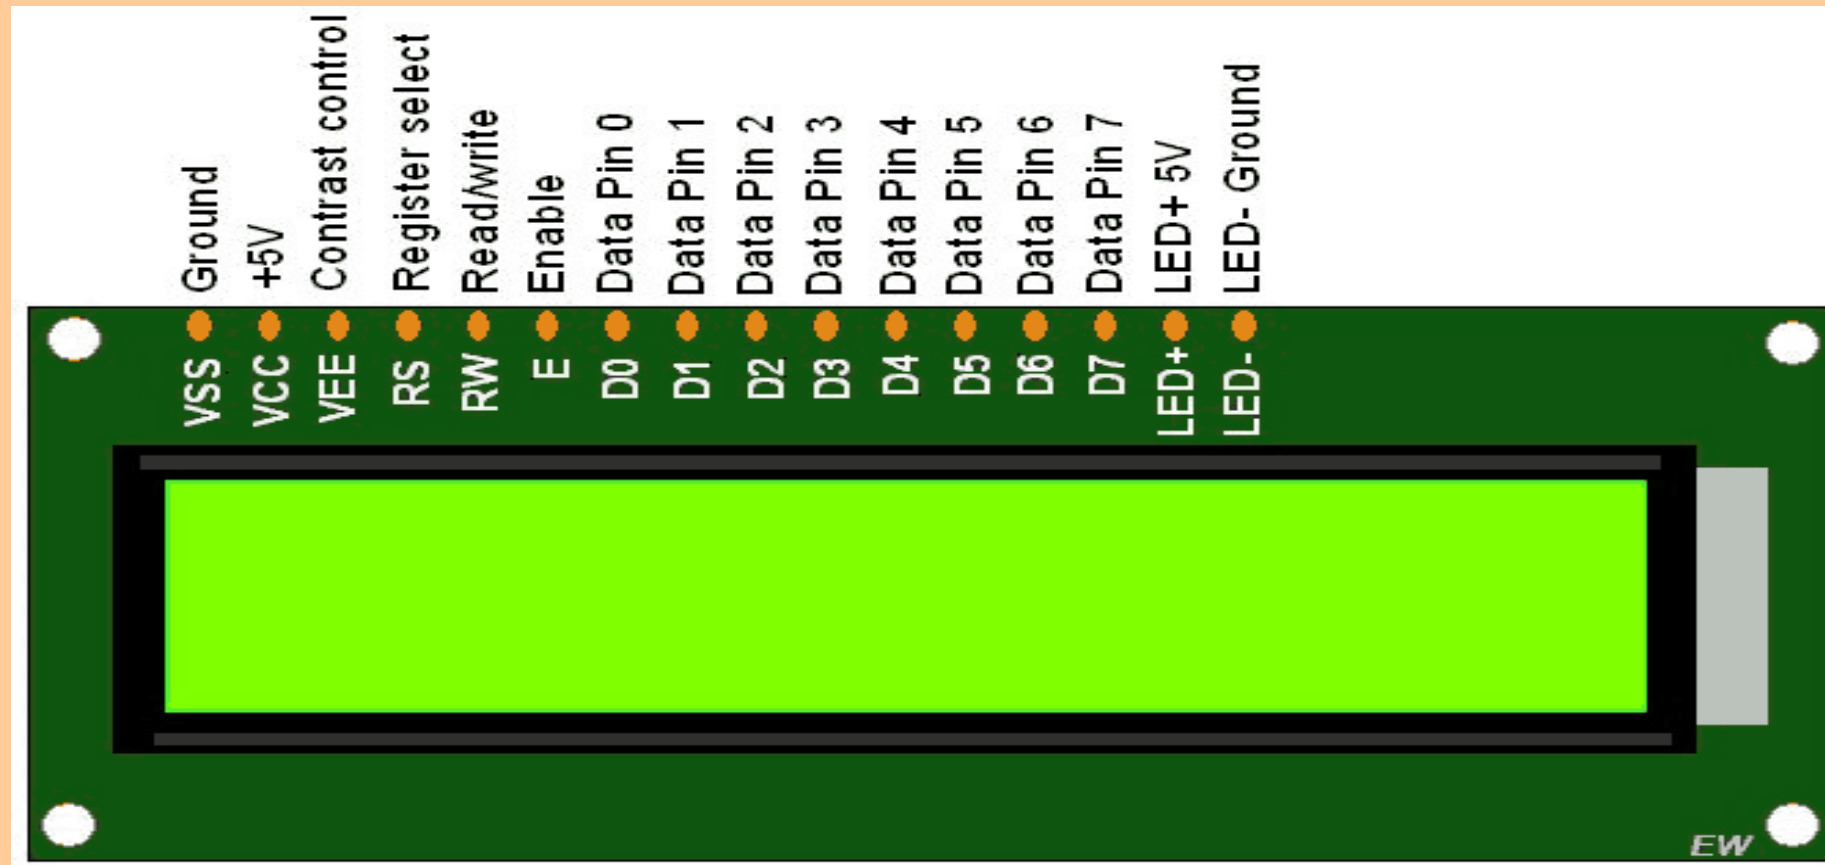 Ground
+5V
Contrast control
Register select
Read/write
Enable
Data Pin 0
Data Pin 1
Data Pin 2
Data Pin 3
Data Pin 4
Data Pin 5
Data Pin 6
Data Pin 7
LED+ 5V
LED- Ground
VSS
VCC
VEE
RS
RW
E
D0
D1
D2
D3
D4
D5
D6
D7
LED+
LED-
EW